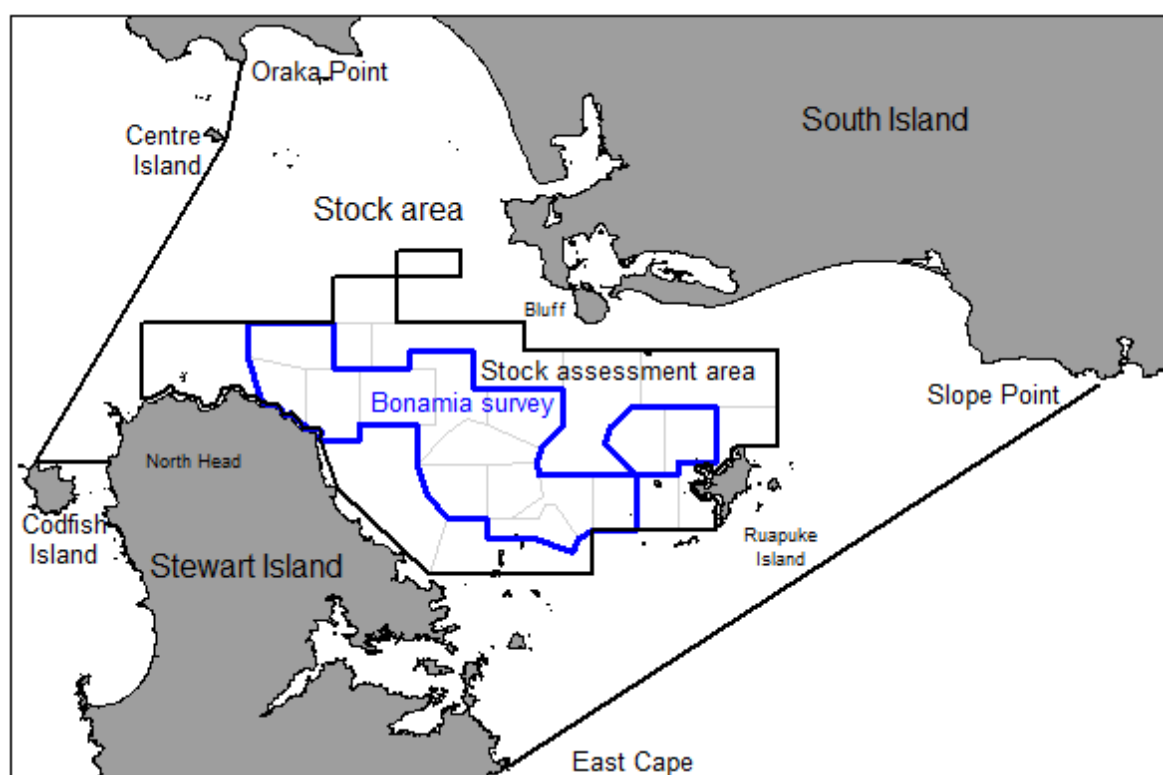 Oraka Point
South Island
Centre
Island
Stock area
Bluff
Stock assessment area
Slope Point
Bonamia survey
North Head
Codfish
Island
Ruapuke
Island
Stewart Island
East Cape